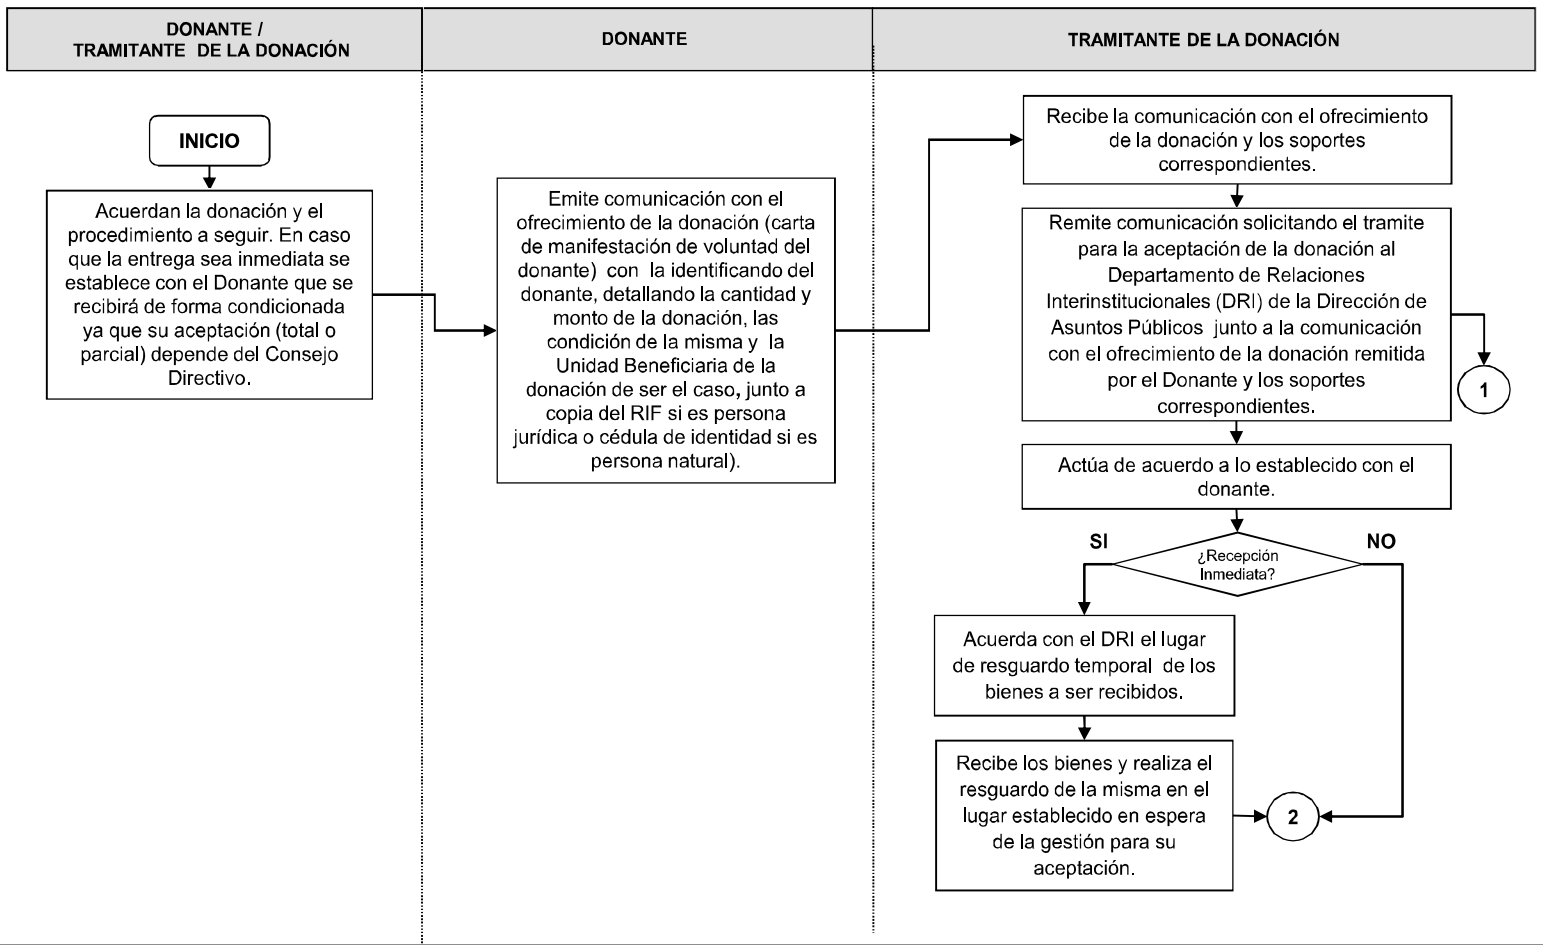 DONANTE /
TRAMITANTE DE LA DONACIÓN
DONANTE
TRAMITANTE DE LA DONACIÓN
INICIO
Acuerdan la donación y el
procedimiento a seguir. En caso
que la entrega sea inmediata se
establece con el Donante que se
recibirá de forma condicionada
ya que su aceptación (total o
parcial) depende del Consejo
Directivo.
Emite comunicación con el
ofrecimiento de la donación (carta
de manifestación de voluntad del
donante) con la identificando del
donante, detallando la cantidad y
monto de la donación, las
condición de la misma y la
Unidad Beneficiaria de la
donación de ser el caso, junto a
copia del RIF si es persona
jurídica o cédula de identidad si es
persona natural).
Recibe la comunicación con el ofrecimiento
de la donación y los soportes
correspondientes.
Remite comunicación solicitando el tramite
para la aceptación de la donación al
Departamento de Relaciones
Interinstitucionales (DRI) de la Dirección de
Asuntos Públicos junto a la comunicación
con el ofrecimiento de la donación remitida
por el Donante y los soportes
correspondientes.
1
Actúa de acuerdo a lo establecido con el
donante.
SI
¿Recepción
Inmediata?
NO
Acuerda con el DRI el lugar
de resguardo temporal de los
bienes a ser recibidos.
Recibe los bienes y realiza el
resguardo de la misma en el
lugar establecido en espera
de la gestión para su
aceptación.
2